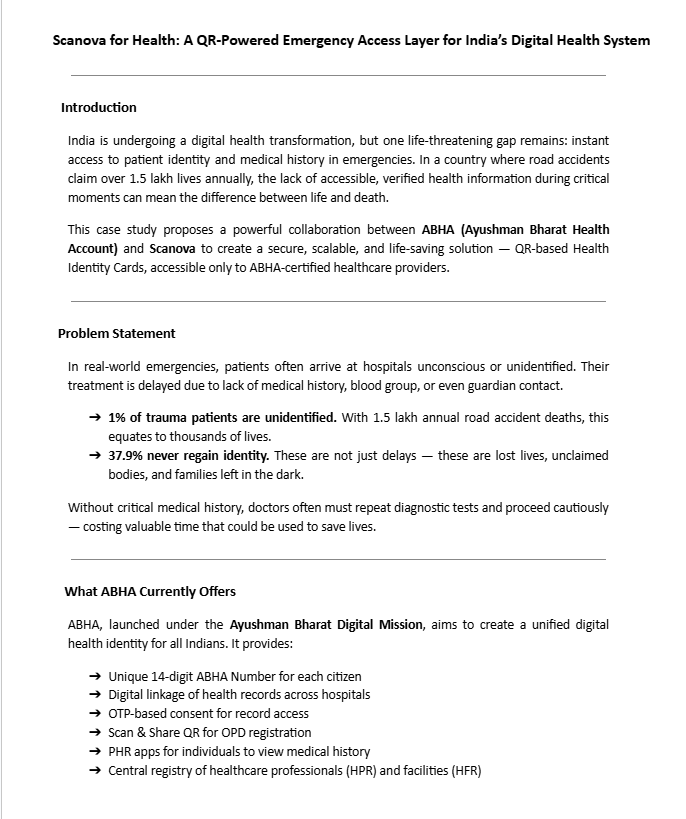 Scanova for Health: A QR-Powered Emergency Access Layer for India's Digital Health System
Introduction
India is undergoing a digital health transformation, but one life-threatening gap remains: instant
access to patient identity and medical history in emergencies. In a country where road accidents
claim over 1.5 lakh lives annually, the lack of accessible, verified health information during critical
moments can mean the difference between life and death.
This case study proposes a powerful collaboration between ABHA (Ayushman Bharat Health
Account) and Scanova to create a secure, scalable, and life-saving solution — QR-based Health
Identity Cards, accessible only to ABHA-certified healthcare providers.
Problem Statement
In real-world emergencies, patients often arrive at hospitals unconscious or unidentified. Their
treatment is delayed due to lack of medical history, blood group, or even guardian contact.
➔ 1% of trauma patients are unidentified. With 1.5 lakh annual road accident deaths, this
equates to thousands of lives.
➔ 37.9% never regain identity. These are not just delays — these are lost lives, unclaimed
bodies, and families left in the dark.
Without critical medical history, doctors often must repeat diagnostic tests and proceed cautiously
— costing valuable time that could be used to save lives.
What ABHA Currently Offers
ABHA, launched under the Ayushman Bharat Digital Mission, aims to create a unified digital
health identity for all Indians. It provides:
➔ Unique 14-digit ABHA Number for each citizen
➔ Digital linkage of health records across hospitals
➔ OTP-based consent for record access
➔ Scan & Share QR for OPD registration
➔ PHR apps for individuals to view medical history
➔ Central registry of healthcare professionals (HPR) and facilities (HFR)